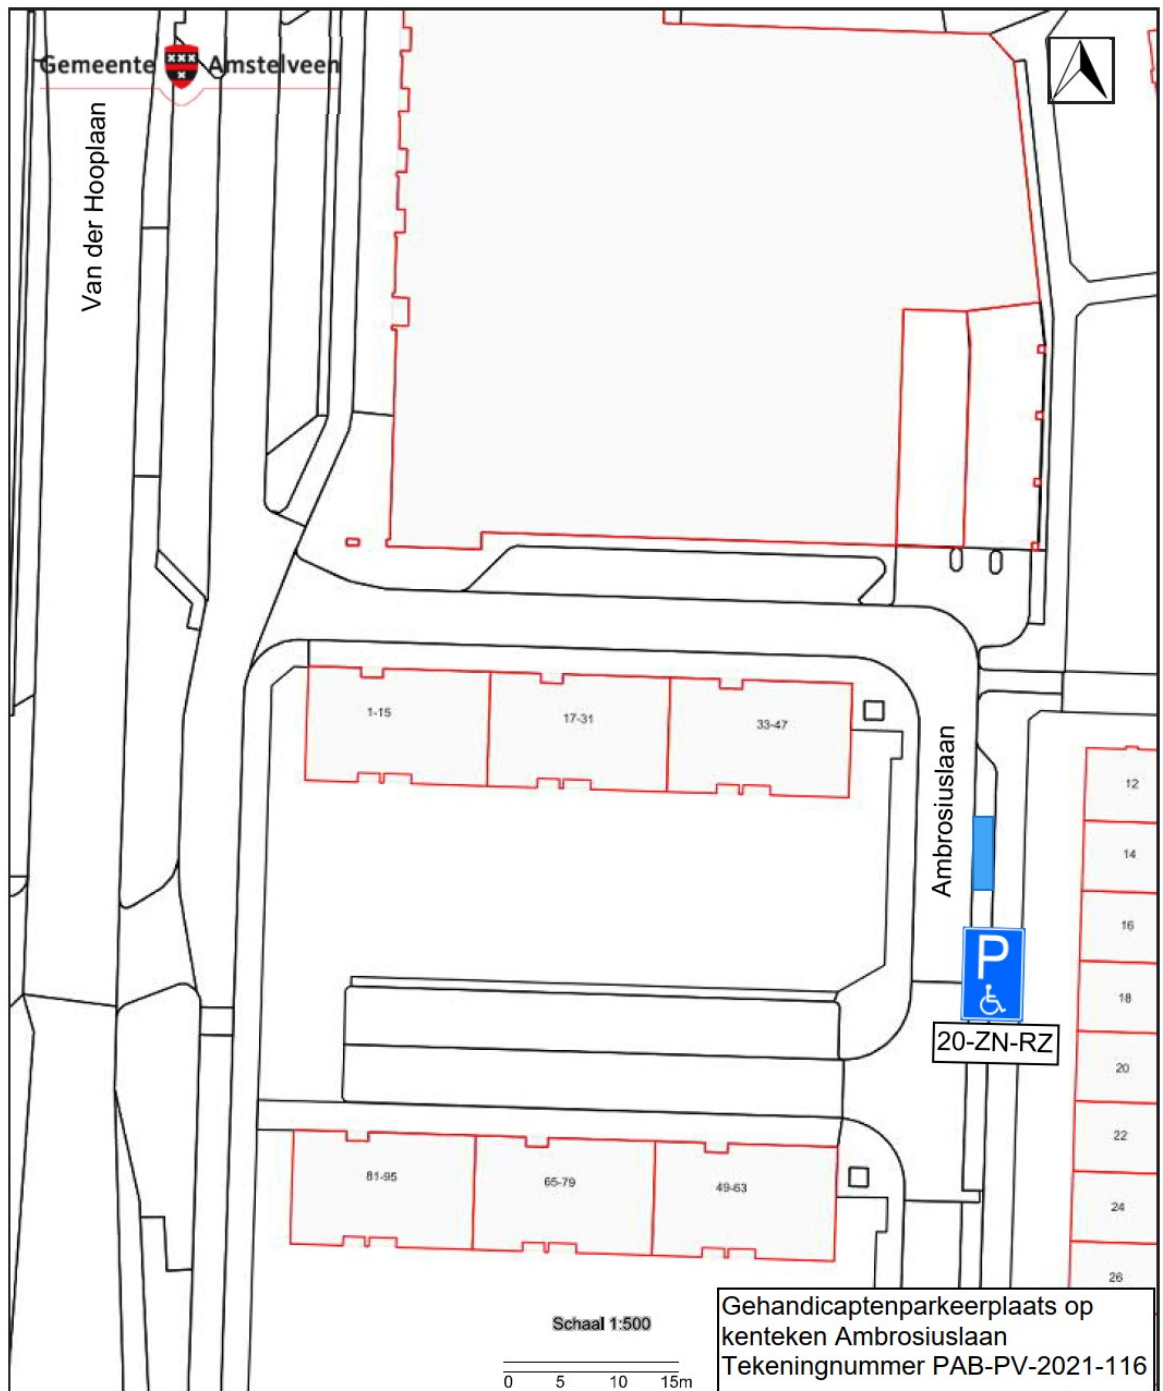 Gemeente Amstelveen
xxx
x
Van der Hooplaan
1-15
17-31
33-47
Ambrosiuslaan
12
14
16
18
20
22
24
26
P
20-ZN-RZ
81-95
65-79
49-63
Schaal 1:500
0 5 10 15m
Gehandicaptenparkeerplaats op
kenteken Ambrosiuslaan
Tekeningnummer PAB-PV-2021-116